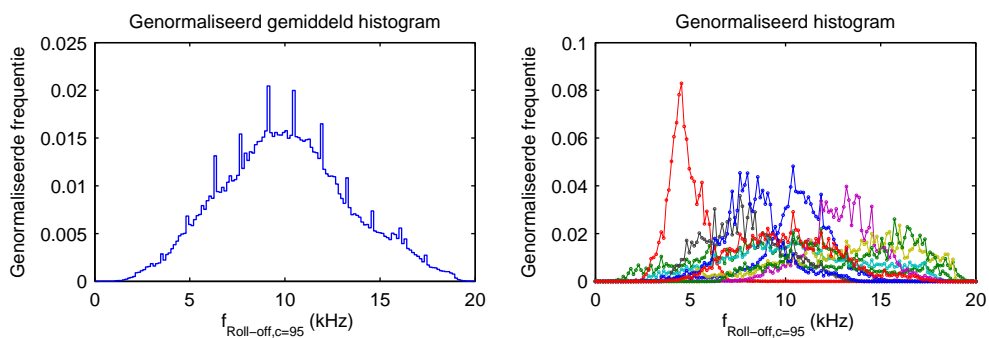 Genormaliseerd gemiddeld histogram
Genormaliseerde frequentie
0.025
0.02
0.015
0.01
0.005
0
0 5 10 15 20
f_Roll−off,c=95 (kHz)
Genormaliseerd histogram
Genormaliseerde frequentie
0.1
0.08
0.06
0.04
0.02
0
0 5 10 15 20
f_Roll−off,c=95 (kHz)